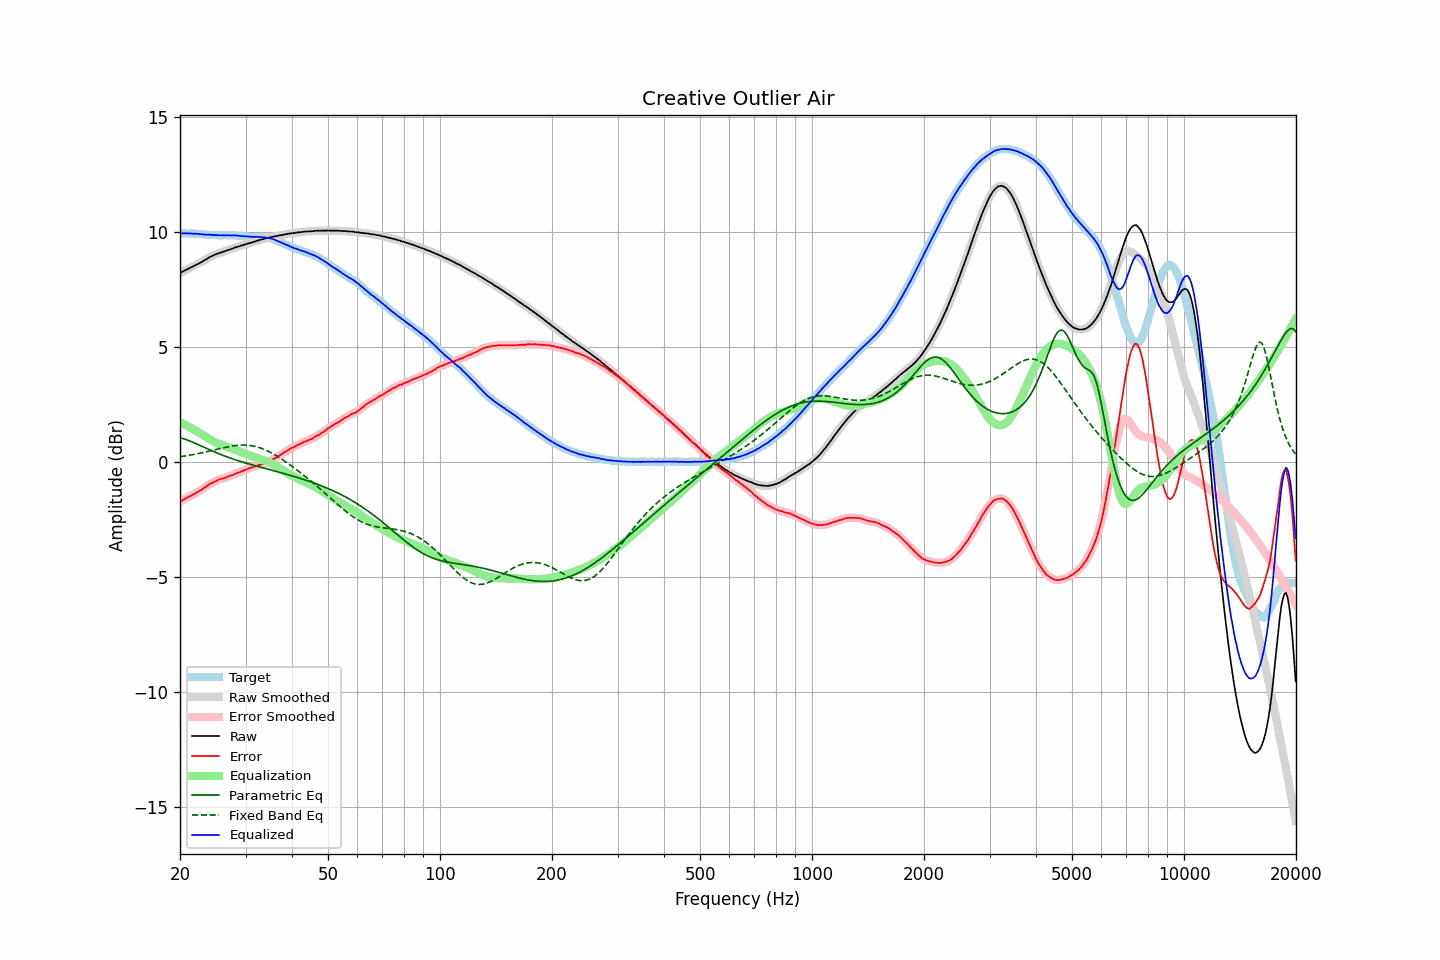 Creative Outlier Air
15
10
5
0
−5
−10
−15
Amplitude (dBr)
Target
Raw Smoothed
Error Smoothed
Raw
Error
Equalization
Parametric Eq
Fixed Band Eq
Equalized
20 50 100 200 500 1000 2000 5000 10000 20000
Frequency (Hz)